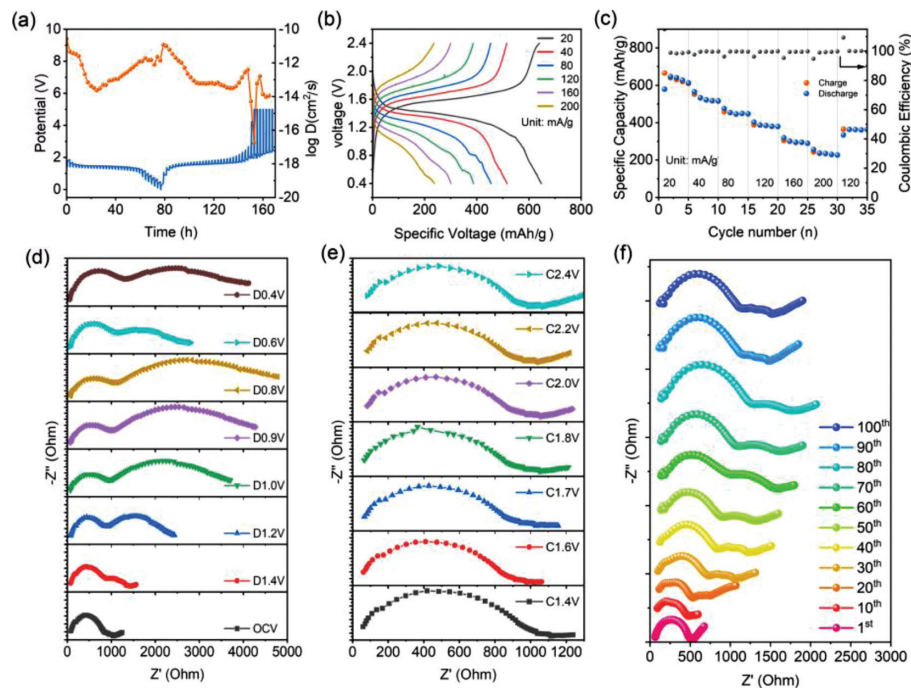 (a)
10
8
6
4
2
0
Potential (V)
-10
-12
-14
-16
-18
-20
log D(cm²/s)
0 40 80 120 160
Time (h)
(b)
2.4
2.0
1.6
1.2
0.8
0.4
voltage (V)
20
40
80
120
160
200
Unit: mA/g
0 200 400 600 800
Specific Voltage (mAh/g)
(c)
800
600
400
200
0
Specific Capacity (mAh/g)
100
80
60
40
20
0
Coulombic Efficiency (%)
Charge
Discharge
Unit: mA/g
20 40 80 120 160 200 120
0 5 10 15 20 25 30 35
Cycle number (n)
(d)
D0.4V
D0.6V
D0.8V
D0.9V
D1.0V
D1.2V
D1.4V
OCV
-Z" (Ohm)
0 1000 2000 3000 4000 5000
Z' (Ohm)
(e)
C2.4V
C2.2V
C2.0V
C1.8V
C1.7V
C1.6V
C1.4V
-Z" (Ohm)
0 200 400 600 800 1000 1200
Z' (Ohm)
(f)
100th
90th
80th
70th
60th
50th
40th
30th
20th
10th
1st
-Z" (Ohm)
0 500 1000 1500 2000 2500 3000
Z' (Ohm)